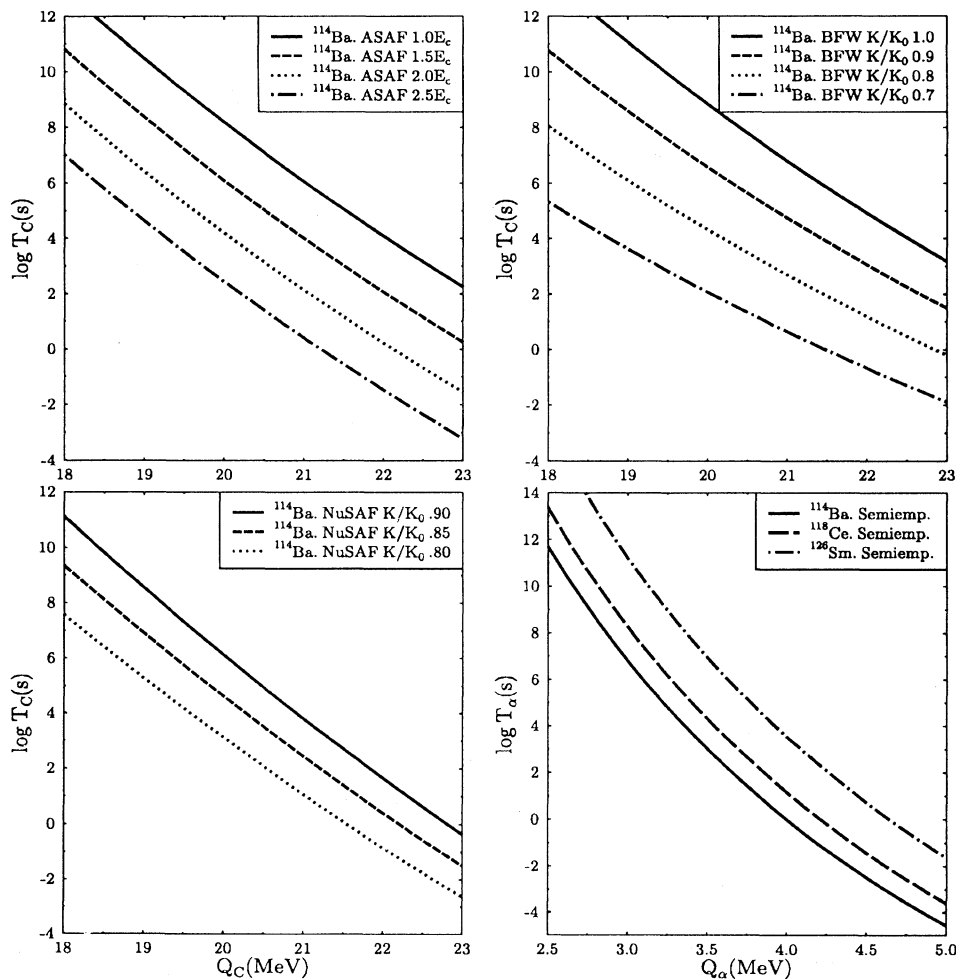 12
10
8
6
4
2
0
-2
-4
log T_C(s)
¹¹⁴Ba. ASAF 1.0E_c
¹¹⁴Ba. ASAF 1.5E_c
¹¹⁴Ba. ASAF 2.0E_c
¹¹⁴Ba. ASAF 2.5E_c
18 19 20 21 22 23
12
10
8
6
4
2
0
-2
-4
log T_C(s)
¹¹⁴Ba. BFW K/K₀ 1.0
¹¹⁴Ba. BFW K/K₀ 0.9
¹¹⁴Ba. BFW K/K₀ 0.8
¹¹⁴Ba. BFW K/K₀ 0.7
18 19 20 21 22 23
12
10
8
6
4
2
0
-2
-4
log T_C(s)
¹¹⁴Ba. NuSAF K/K₀ .90
¹¹⁴Ba. NuSAF K/K₀ .85
¹¹⁴Ba. NuSAF K/K₀ .80
18 19 20 21 22 23
Q_C(MeV)
14
12
10
8
6
4
2
0
-2
-4
log T_α(s)
¹¹⁴Ba. Semiemp.
¹¹⁸Ce. Semiemp.
¹²⁶Sm. Semiemp.
2.5 3.0 3.5 4.0 4.5 5.0
Q_α(MeV)